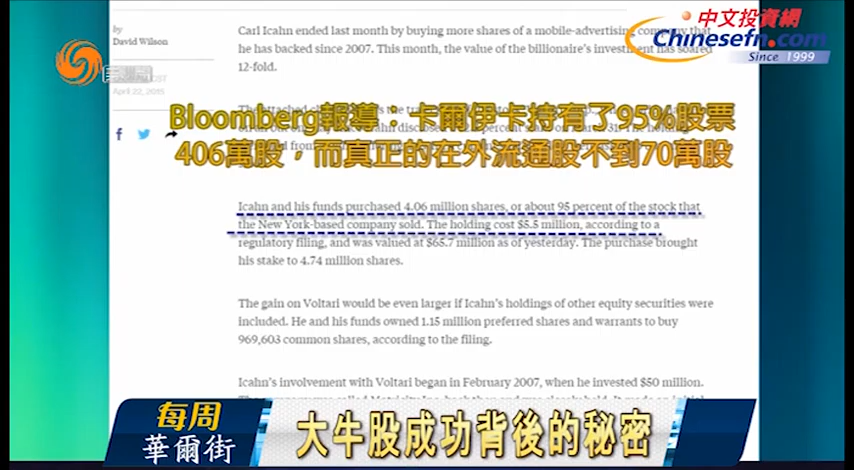 中文投資網
Chinesefn.com
Since 1999
by
David Wilson
April 22, 2015
Carl Icahn ended last month by buying more shares of a mobile-advertising company that
he has backed since 2007. This month, the value of the billionaire's investment has soared
12-fold.
Bloomberg報導：卡爾伊卡持有了95%股票
406萬股，而真正的在外流通股不到70萬股
Icahn and his funds purchased 4.06 million shares, or about 95 percent of the stock that
the New York-based company sold. The holding cost $5.5 million, according to a
regulatory filing, and was valued at $65.7 million as of yesterday. The purchase brought
his stake to 4.74 million shares.
The gain on Voltari would be even larger if Icahn's holdings of other equity securities were
included. He and his funds owned 1.15 million preferred shares and warrants to buy
969,603 common shares, according to the filing.
Icahn's involvement with Voltari began in February 2007, when he invested $50 million.
每周
華爾街
大牛股成功背後的秘密